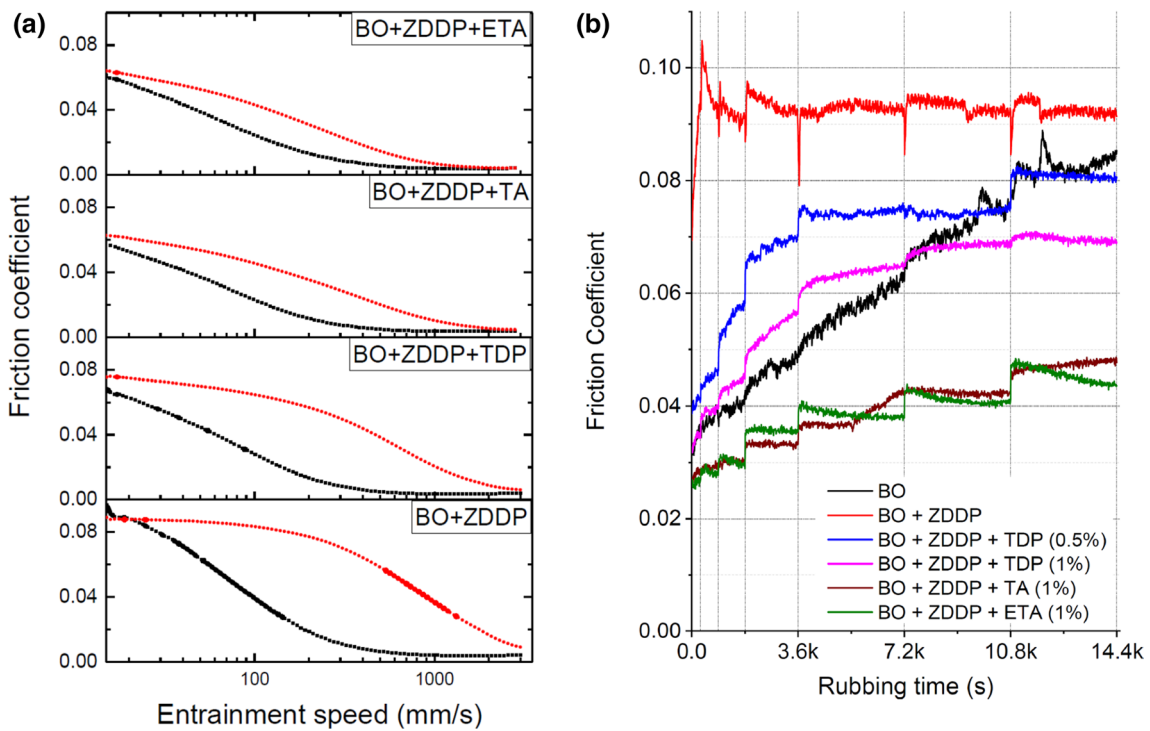 (a)
BO+ZDDP+ETA
0.08
0.04
0.00
BO+ZDDP+TA
0.08
0.04
0.00
BO+ZDDP+TDP
0.08
0.04
0.00
BO+ZDDP
0.08
0.04
0.00
100
1000
Friction coefficient
Entrainment speed (mm/s)
(b)
0.10
0.08
0.06
0.04
0.02
0.00
Friction Coefficient
BO
BO + ZDDP
BO + ZDDP + TDP (0.5%)
BO + ZDDP + TDP (1%)
BO + ZDDP + TA (1%)
BO + ZDDP + ETA (1%)
0.0
3.6k
7.2k
10.8k
14.4k
Rubbing time (s)